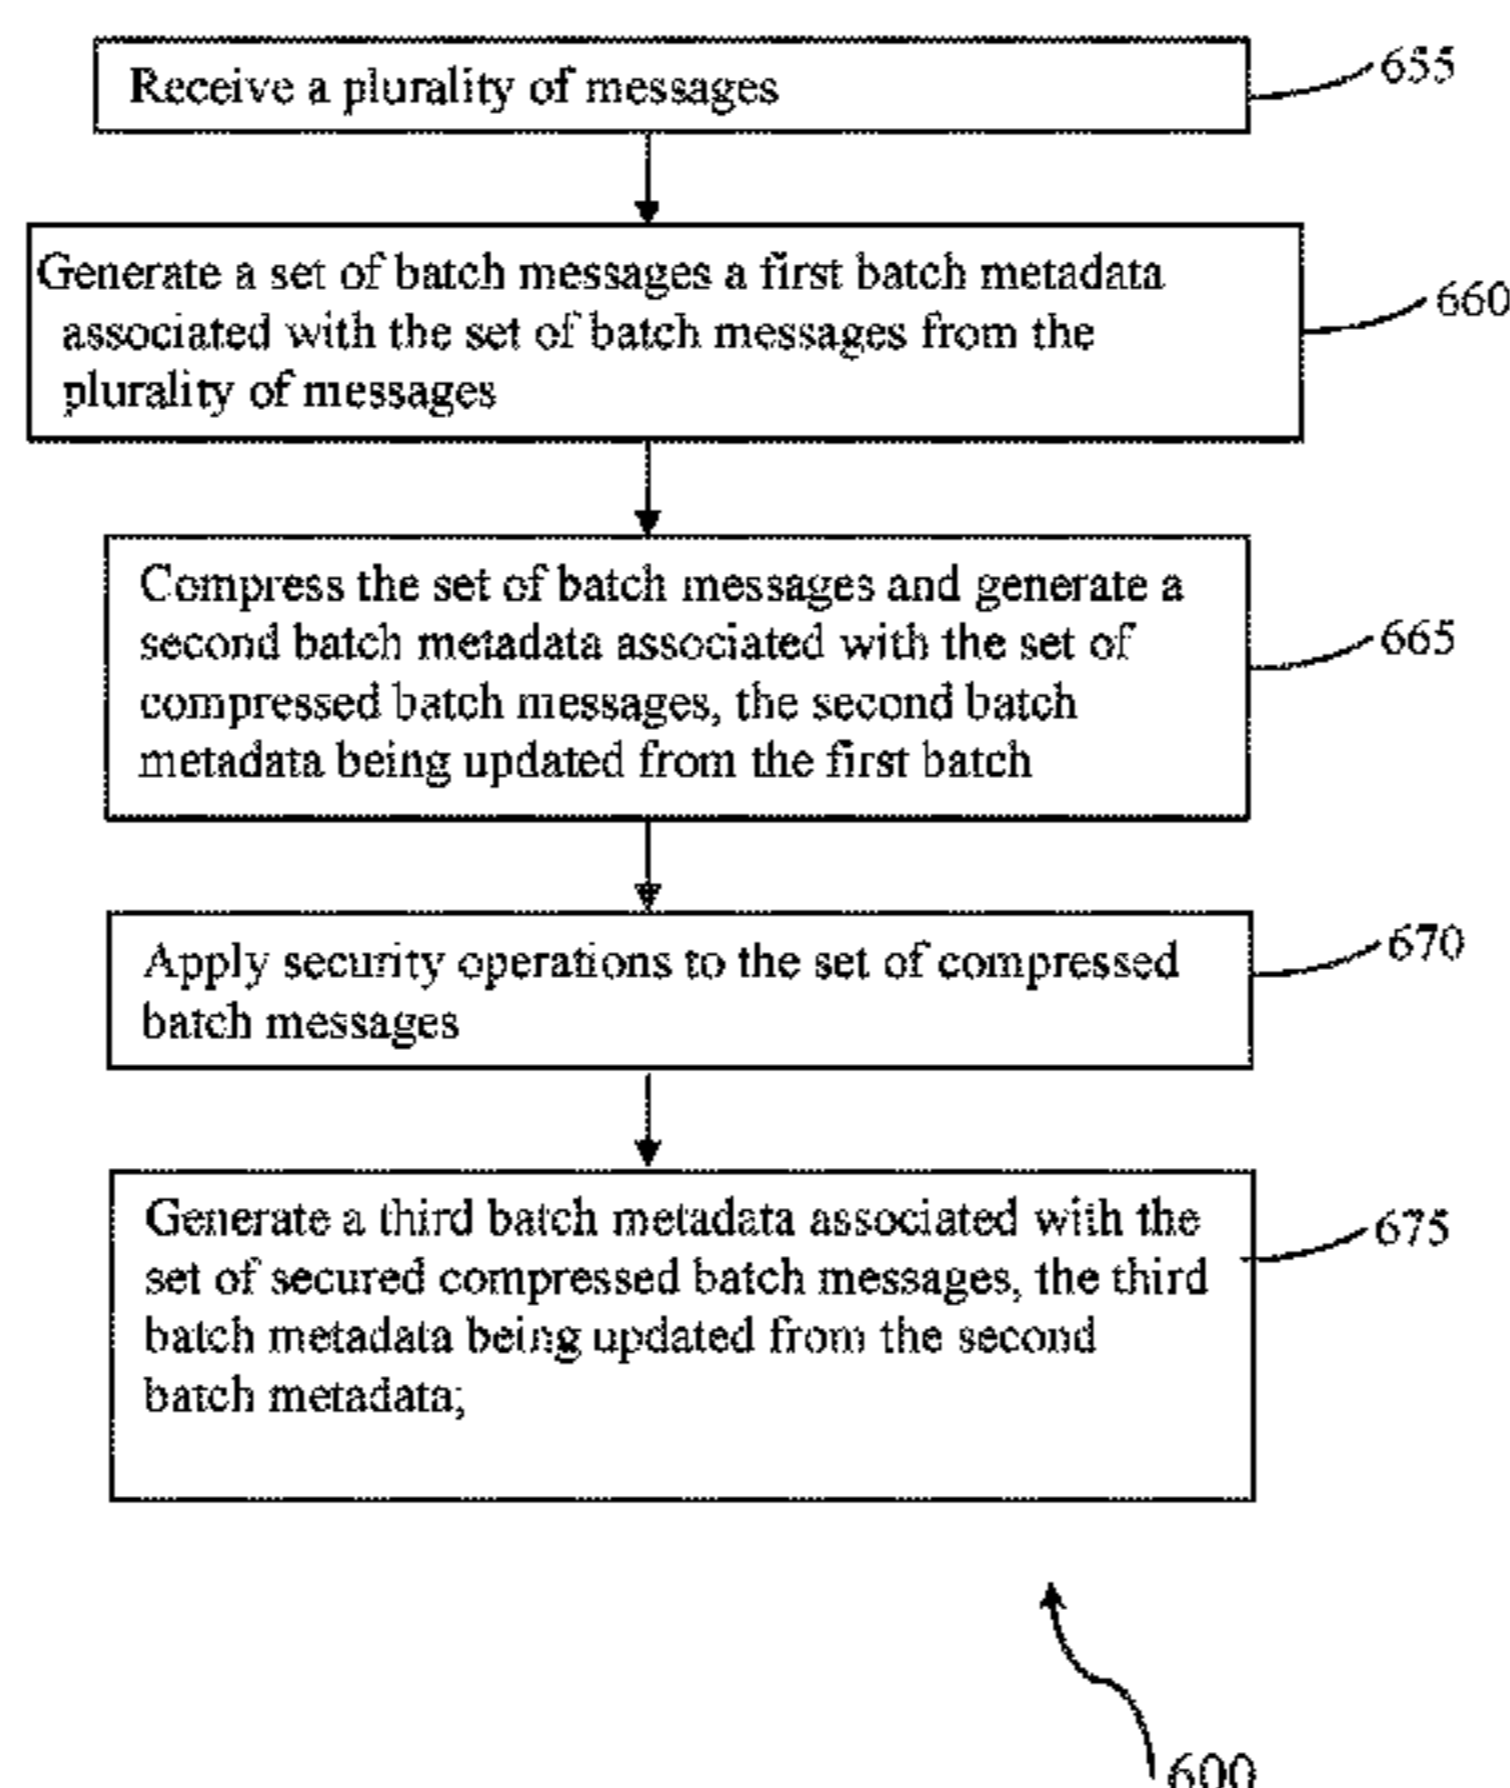 Receive a plurality of messages
655
Generate a set of batch messages a first batch metadata
associated with the set of batch messages from the
plurality of messages
660
Compress the set of batch messages and generate a
second batch metadata associated with the set of
compressed batch messages, the second batch
metadata being updated from the first batch
665
Apply security operations to the set of compressed
batch messages
670
Generate a third batch metadata associated with the
set of secured compressed batch messages, the third
batch metadata being updated from the second
batch metadata;
675
600